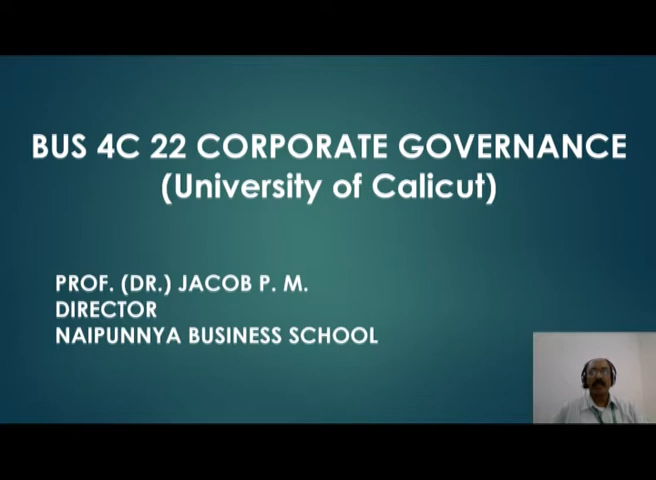 BUS 4C 22 CORPORATE GOVERNANCE
(University of Calicut)
PROF. (DR.) JACOB P. M.
DIRECTOR
NAIPUNNYA BUSINESS SCHOOL